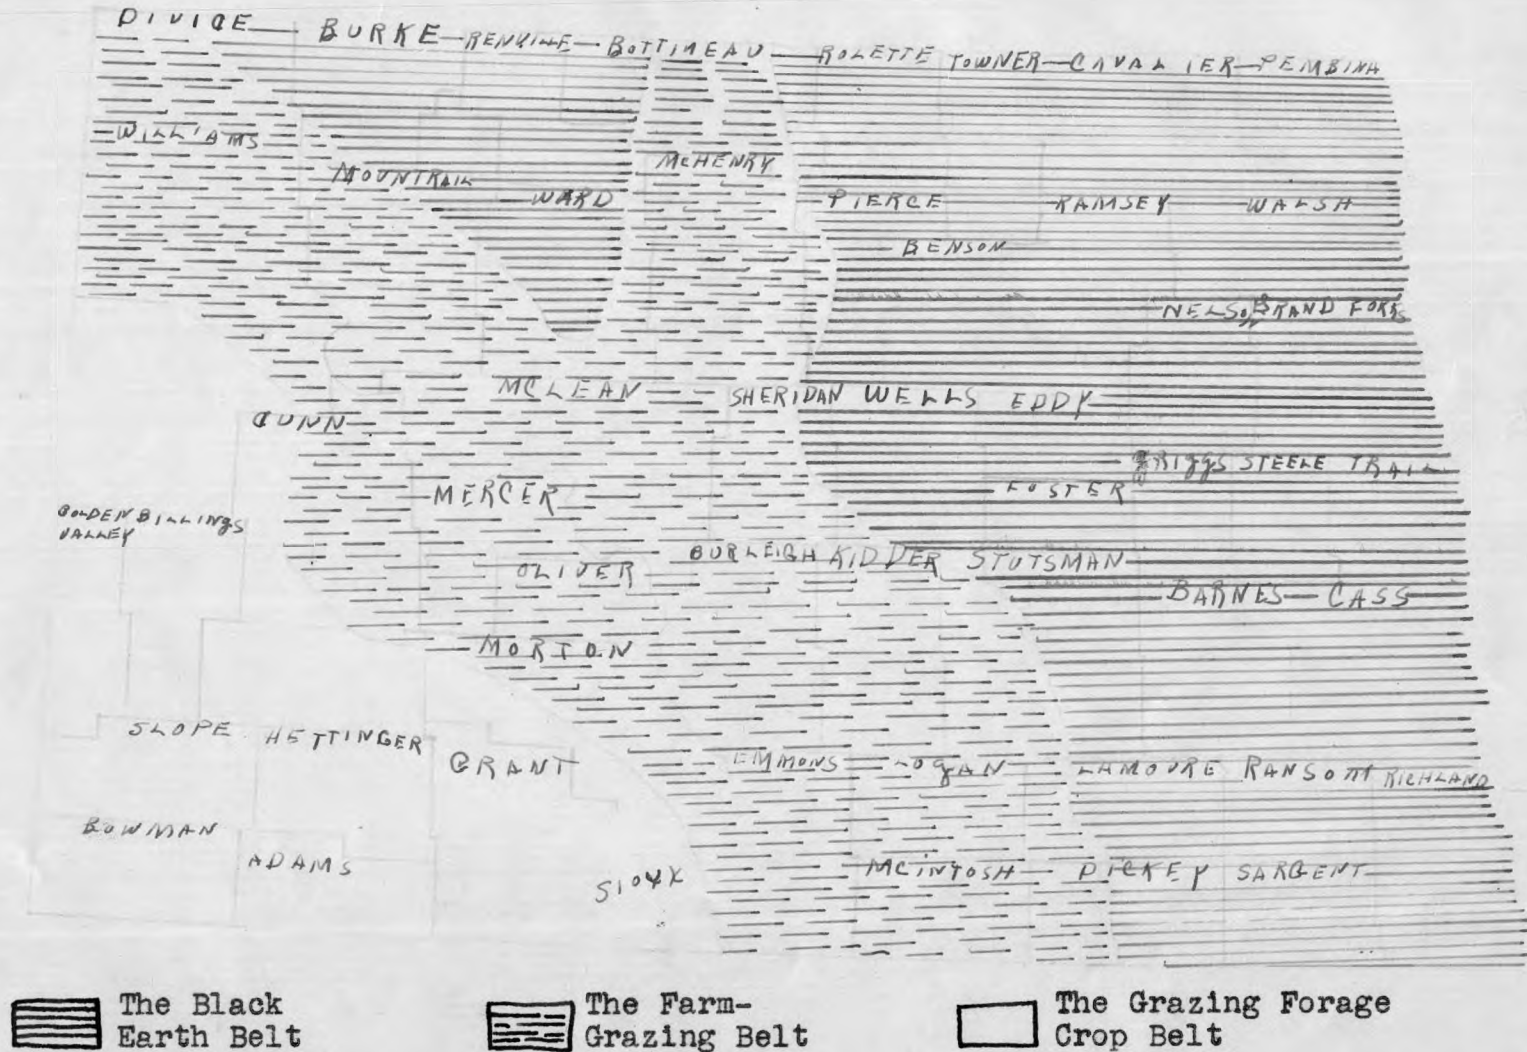 DIVIDE BURKE RENVILLE BOTTINEAU ROLETTE TOWNER CAVALIER PEMBINA
WILLIAMS
MOUNTRAIL
WARD
McHENRY
PIERCE RAMSEY WALSH
BENSON
NELSON GRAND FORKS
MCLEAN SHERIDAN WELLS EDDY
DUNN
MERCER
GRIGGS STEELE TRAIL
FOSTER
GOLDEN BILLINGS
VALLEY
OLIVER
BURLEIGH KIDDER STUTSMAN
BARNES CASS
MORTON
SLOPE HETTINGER GRANT
EMMONS LOGAN LAMOURE RANSOM RICHLAND
BOWMAN
ADAMS
SIOUX
MCINTOSH DICKEY SARGENT
The Black
Earth Belt
The Farm-
Grazing Belt
The Grazing Forage
Crop Belt